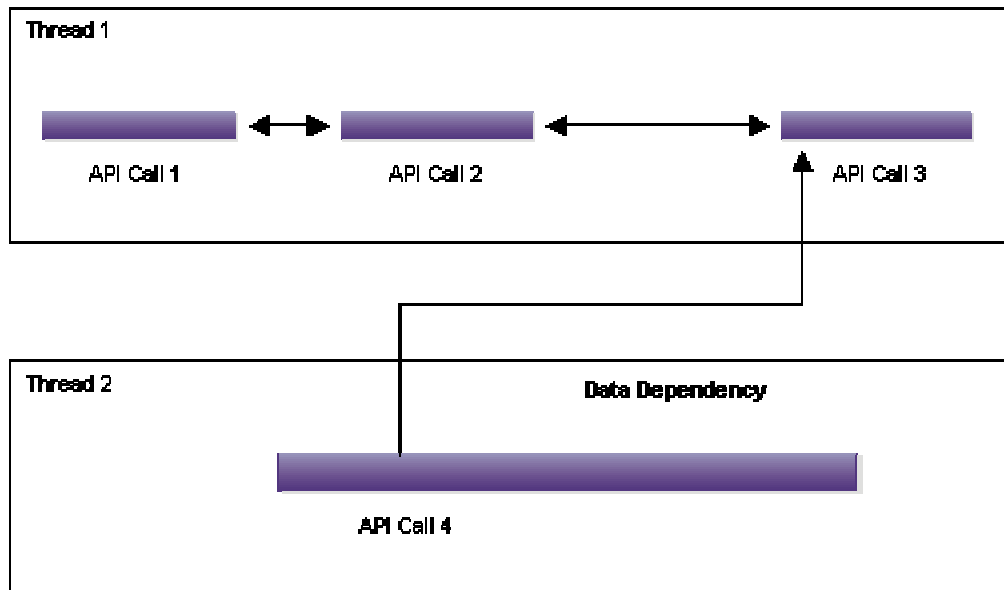 Thread 1
API Call 1
API Call 2
API Call 3
Thread 2
Data Dependency
API Call 4